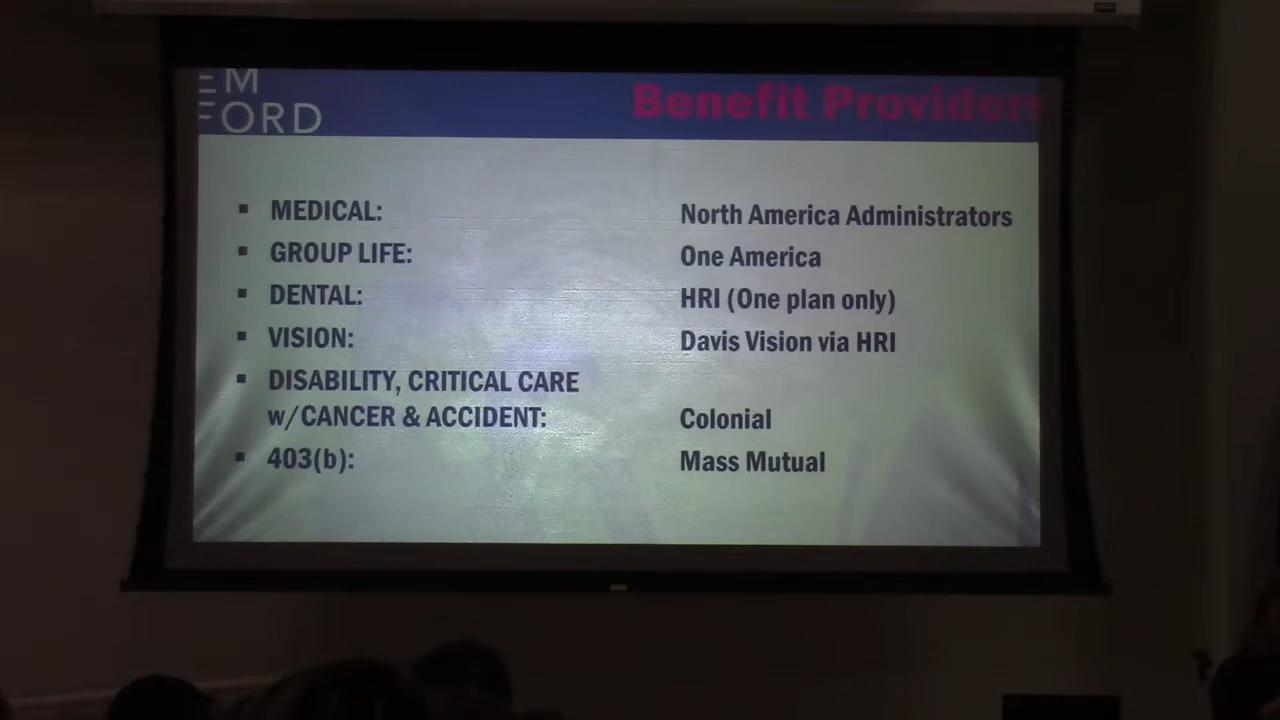 EM
FORD
Benefit Providers
▪ MEDICAL: North America Administrators
▪ GROUP LIFE: One America
▪ DENTAL: HRI (One plan only)
▪ VISION: Davis Vision via HRI
▪ DISABILITY, CRITICAL CARE
w/CANCER & ACCIDENT: Colonial
▪ 403(b): Mass Mutual